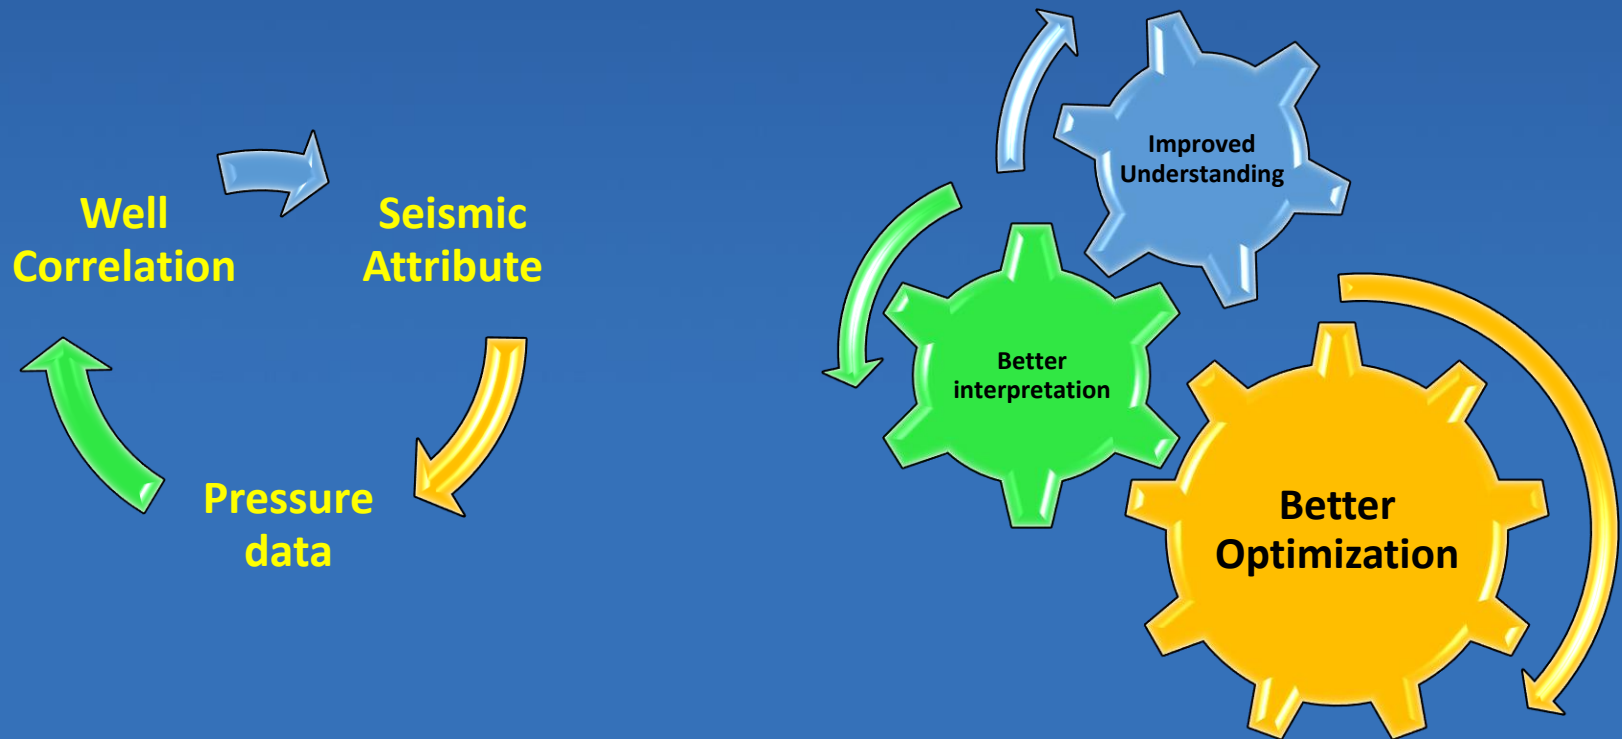 Well
Correlation
Seismic
Attribute
Pressure
data
Improved
Understanding
Better
interpretation
Better
Optimization